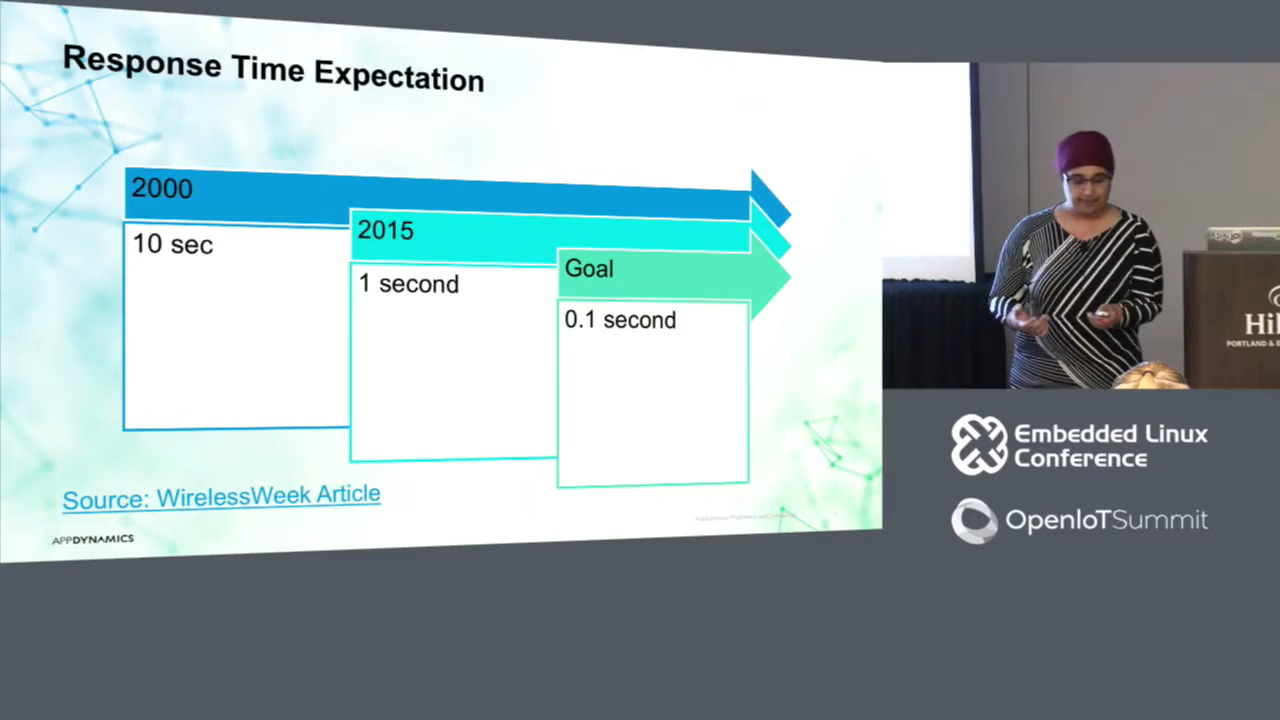 Response Time Expectation
2000
10 sec
2015
1 second
Goal
0.1 second
Source: WirelessWeek Article
APPDYNAMICS
PORTLAND &
Embedded Linux
Conference
OpenIoTSummit